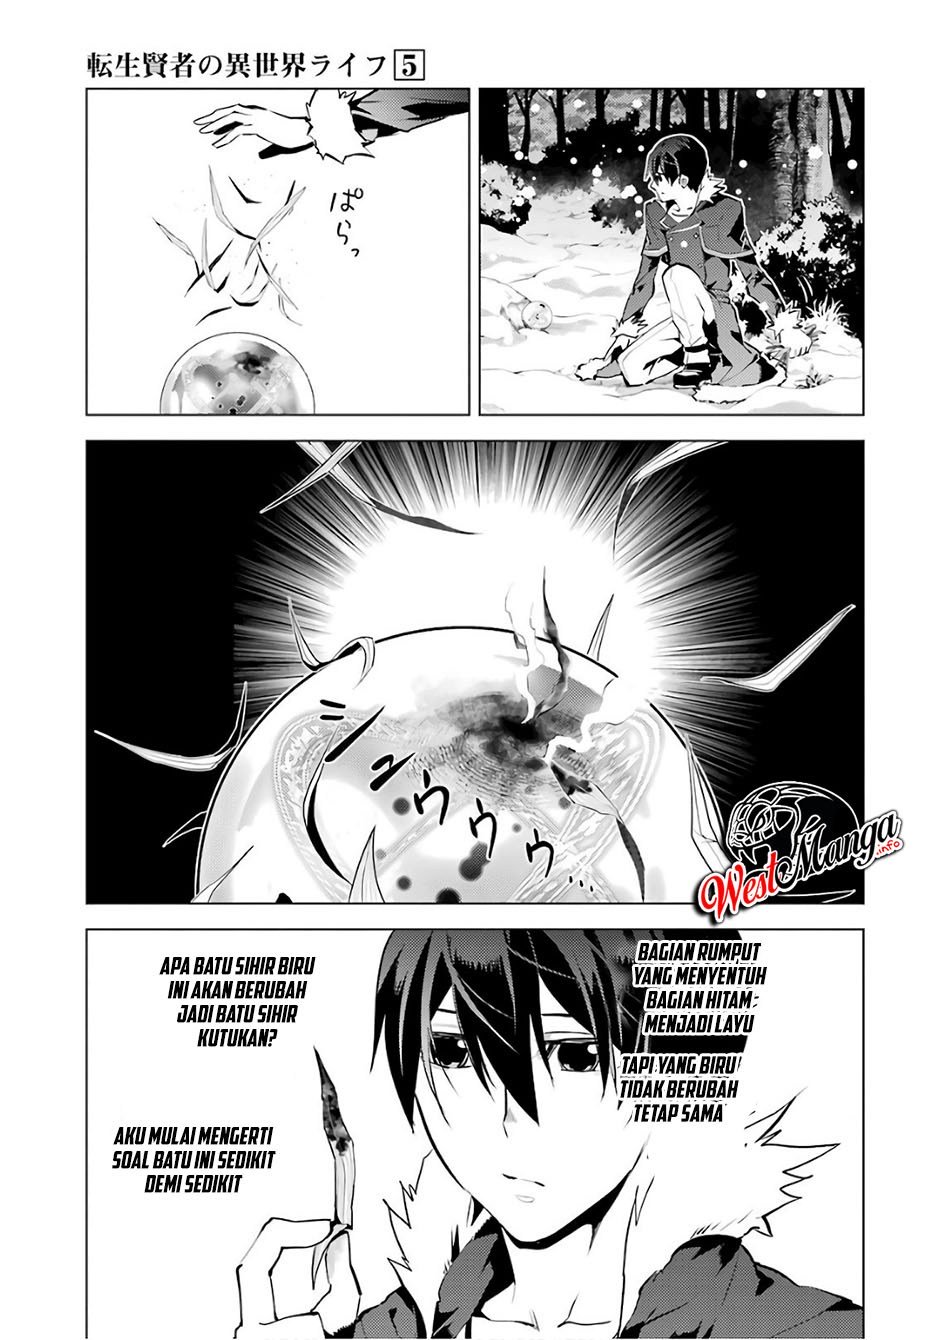 転生賢者の異世界ライフ 5
ぱらっ
シュウウウゥ…
WestManga.info
BAGIAN RUMPUT
YANG MENYENTUH
BAGIAN HITAM
MENJADI LAYU
TAPI YANG BIRU
TIDAK BERUBAH
TETAP SAMA
APA BATU SIHIR BIRU
INI AKAN BERUBAH
JADI BATU SIHIR
KUTUKAN?
AKU MULAI MENGERTI
SOAL BATU INI SEDIKIT
DEMI SEDIKIT